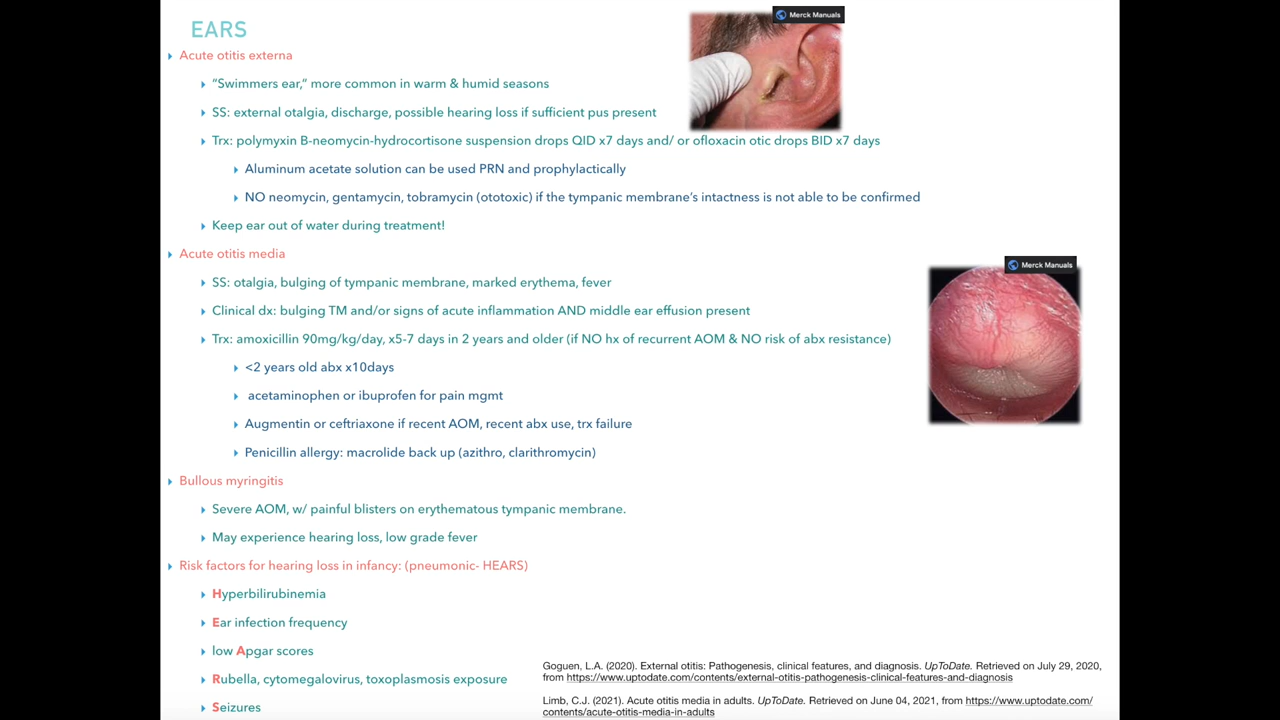 EARS
Merck Manuals
Acute otitis externa
“Swimmers ear,” more common in warm & humid seasons
SS: external otalgia, discharge, possible hearing loss if sufficient pus present
Trx: polymyxin B-neomycin-hydrocortisone suspension drops QID x7 days and/ or ofloxacin otic drops BID x7 days
Aluminum acetate solution can be used PRN and prophylactically
NO neomycin, gentamycin, tobramycin (ototoxic) if the tympanic membrane’s intactness is not able to be confirmed
Keep ear out of water during treatment!
Acute otitis media
Merck Manuals
SS: otalgia, bulging of tympanic membrane, marked erythema, fever
Clinical dx: bulging TM and/or signs of acute inflammation AND middle ear effusion present
Trx: amoxicillin 90mg/kg/day, x5-7 days in 2 years and older (if NO hx of recurrent AOM & NO risk of abx resistance)
<2 years old abx x10days
acetaminophen or ibuprofen for pain mgmt
Augmentin or ceftriaxone if recent AOM, recent abx use, trx failure
Penicillin allergy: macrolide back up (azithro, clarithromycin)
Bullous myringitis
Severe AOM, w/ painful blisters on erythematous tympanic membrane.
May experience hearing loss, low grade fever
Risk factors for hearing loss in infancy: (pneumonic- HEARS)
Hyperbilirubinemia
Ear infection frequency
low Apgar scores
Rubella, cytomegalovirus, toxoplasmosis exposure
Seizures
Goguen, L.A. (2020). External otitis: Pathogenesis, clinical features, and diagnosis. UpToDate. Retrieved on July 29, 2020,
from https://www.uptodate.com/contents/external-otitis-pathogenesis-clinical-features-and-diagnosis
Limb, C.J. (2021). Acute otitis media in adults. UpToDate. Retrieved on June 04, 2021, from https://www.uptodate.com/
contents/acute-otitis-media-in-adults